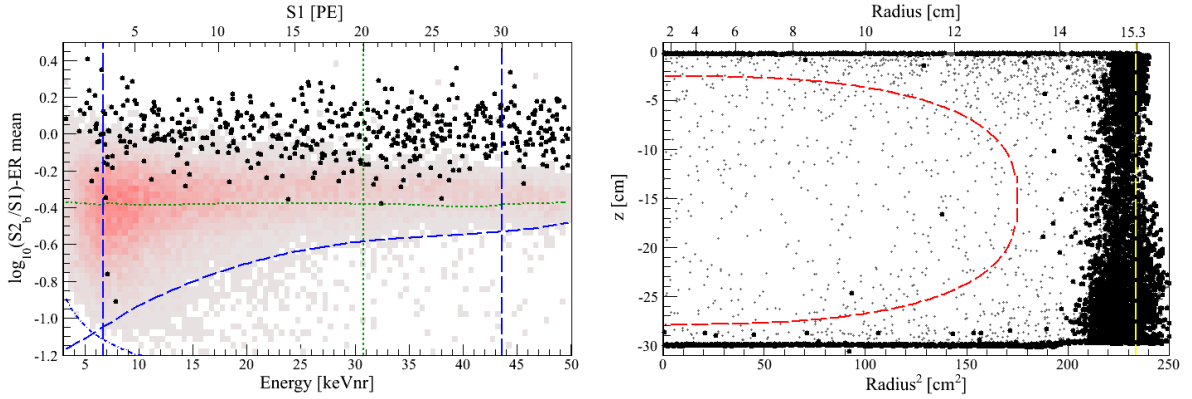 S1 [PE]
5 10 15 20 25 30
log10(S2b/S1)-ER mean
0.4
0.2
0.0
-0.2
-0.4
-0.6
-0.8
-1.0
-1.2
5 10 15 20 25 30 35 40 45 50
Energy [keVnr]
Radius [cm]
2 4 6 8 10 12 14 15.3
z [cm]
0
-5
-10
-15
-20
-25
-30
0 50 100 150 200 250
Radius² [cm²]